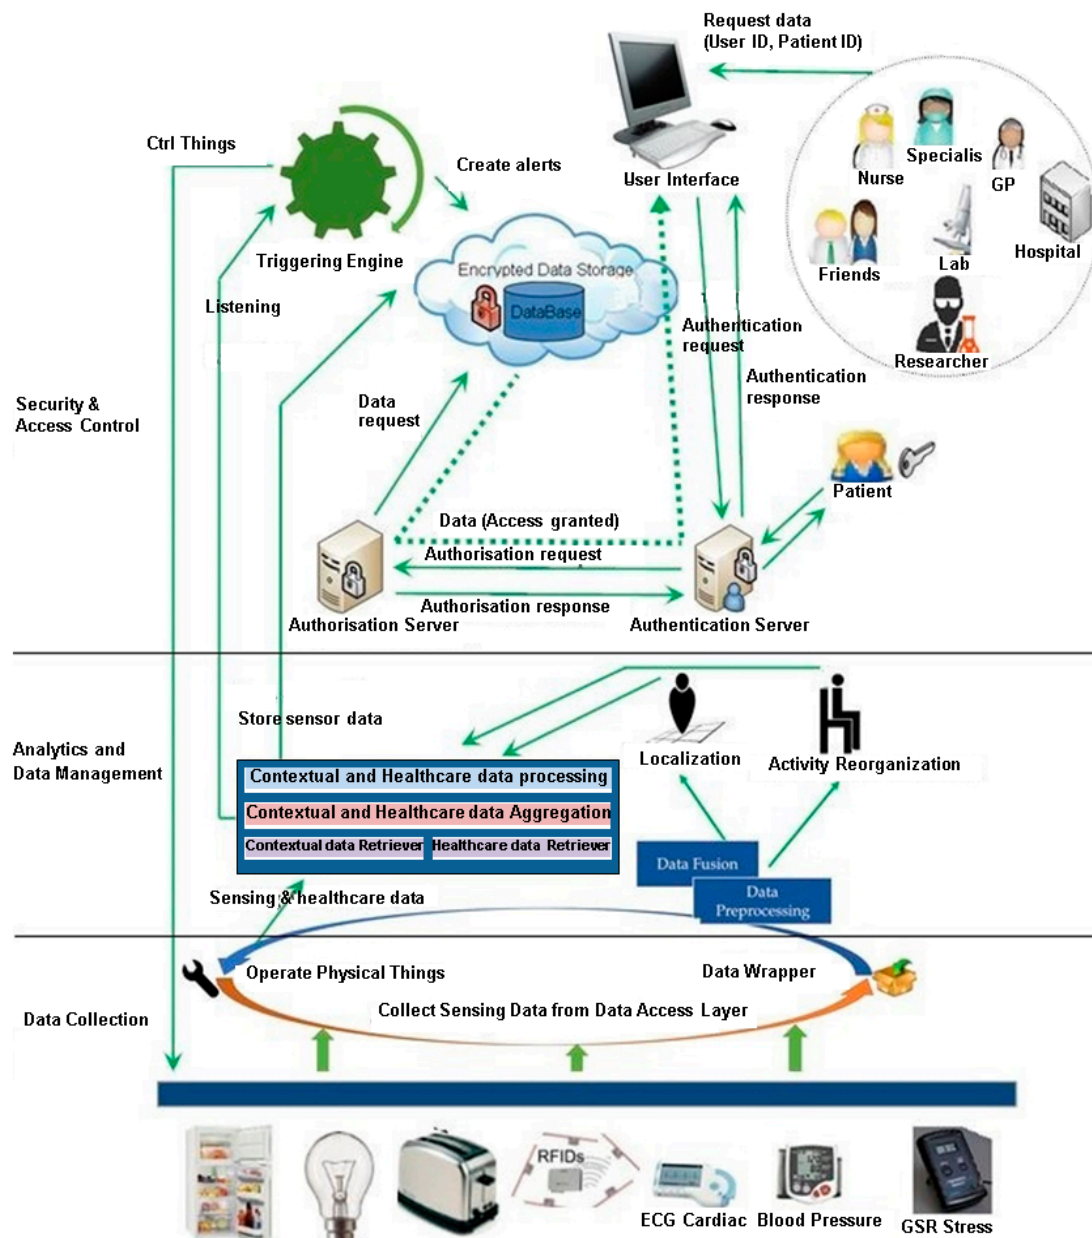 Request data
(User ID, Patient ID)
Ctrl Things
Create alerts
Specialis
Nurse
GP
User Interface
Hospital
Lab
Friends
Triggering Engine
Encrypted Data Storage
DataBase
Listening
Authentication
request
Researcher
Authentication
response
Data
request
Security &
Access Control
Patient
Data (Access granted)
Authorisation request
Authorisation response
Authorisation Server
Authentication Server
Store sensor data
Analytics and
Data Management
Localization
Activity Reorganization
Contextual and Healthcare data processing
Contextual and Healthcare data Aggregation
Contextual data Retriever
Healthcare data Retriever
Data Fusion
Data
Preprocessing
Sensing & healthcare data
Operate Physical Things
Data Wrapper
Collect Sensing Data from Data Access Layer
Data Collection
RFIDs
ECG Cardiac
Blood Pressure
GSR Stress